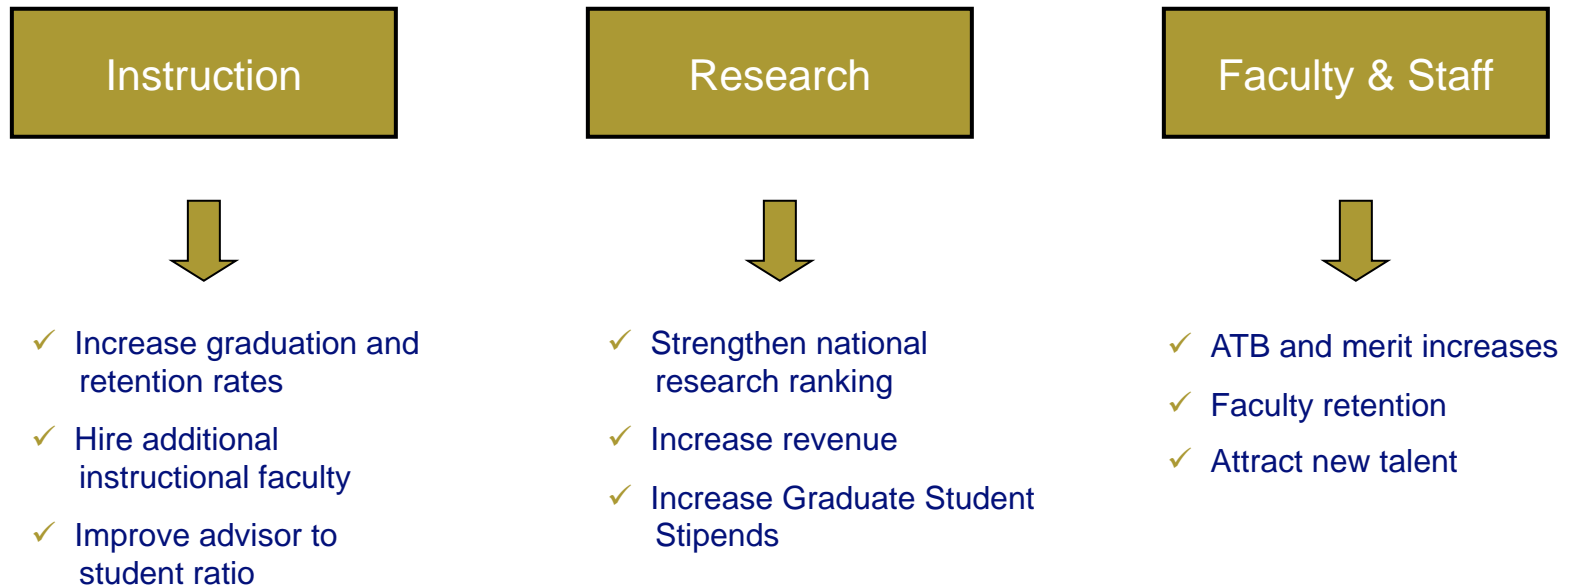 Instruction
✓ Increase graduation and
retention rates
✓ Hire additional
instructional faculty
✓ Improve advisor to
student ratio
Research
✓ Strengthen national
research ranking
✓ Increase revenue
✓ Increase Graduate Student
Stipends
Faculty & Staff
✓ ATB and merit increases
✓ Faculty retention
✓ Attract new talent